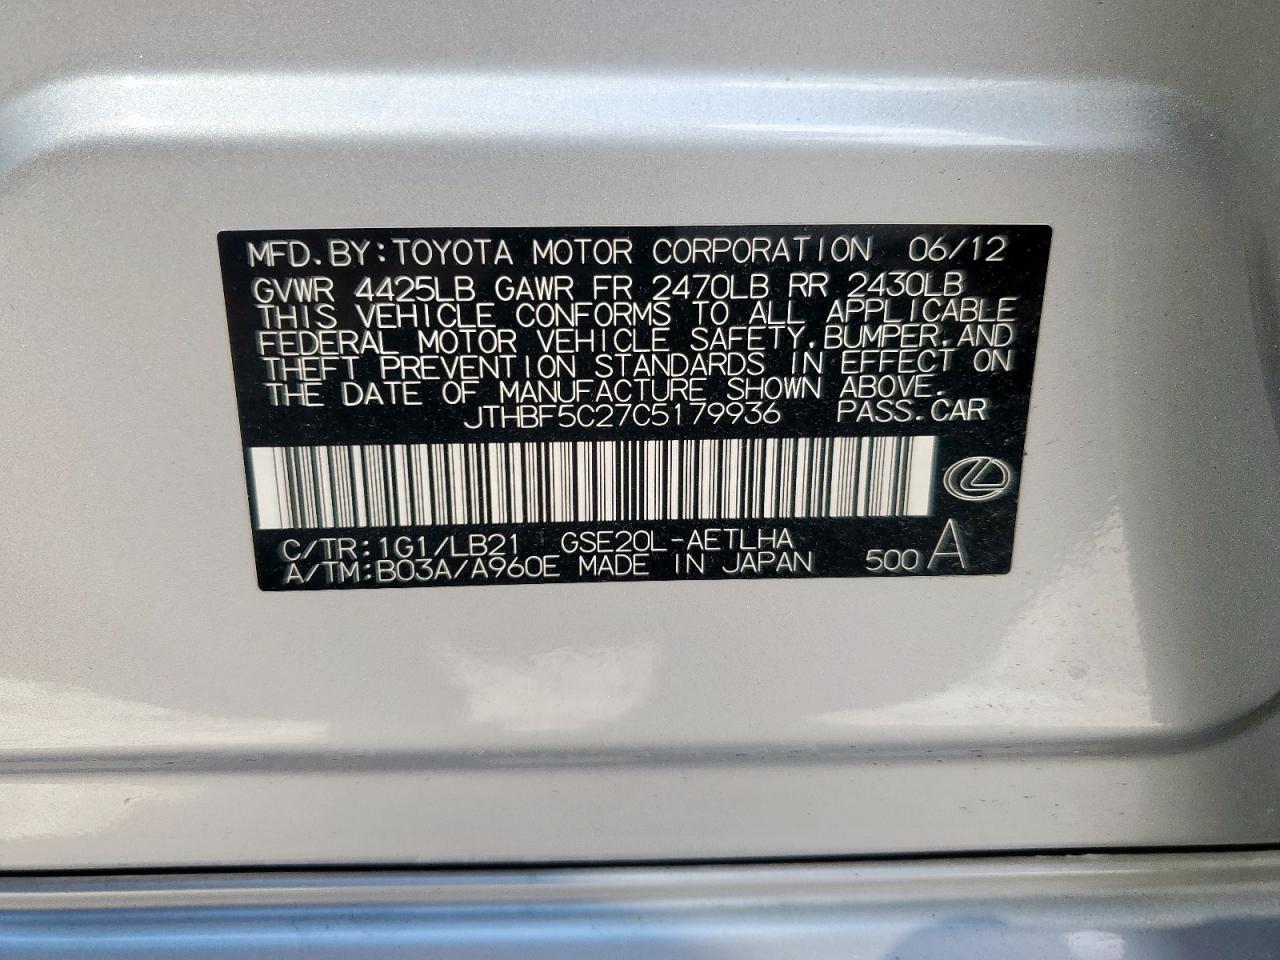 MFD. BY: TOYOTA MOTOR CORPORATION 06/12
GVWR 4425LB GAWR FR 2470LB RR 2430LB
THIS VEHICLE CONFORMS TO ALL APPLICABLE
FEDERAL MOTOR VEHICLE SAFETY, BUMPER, AND
THEFT PREVENTION STANDARDS IN EFFECT ON
THE DATE OF MANUFACTURE SHOWN ABOVE.
JTHBF5C27C5179936 PASS. CAR
C/TR: 1G1/LB21 GSE20L-AETLHA
A/TM: B03A/A960E MADE IN JAPAN 500 A